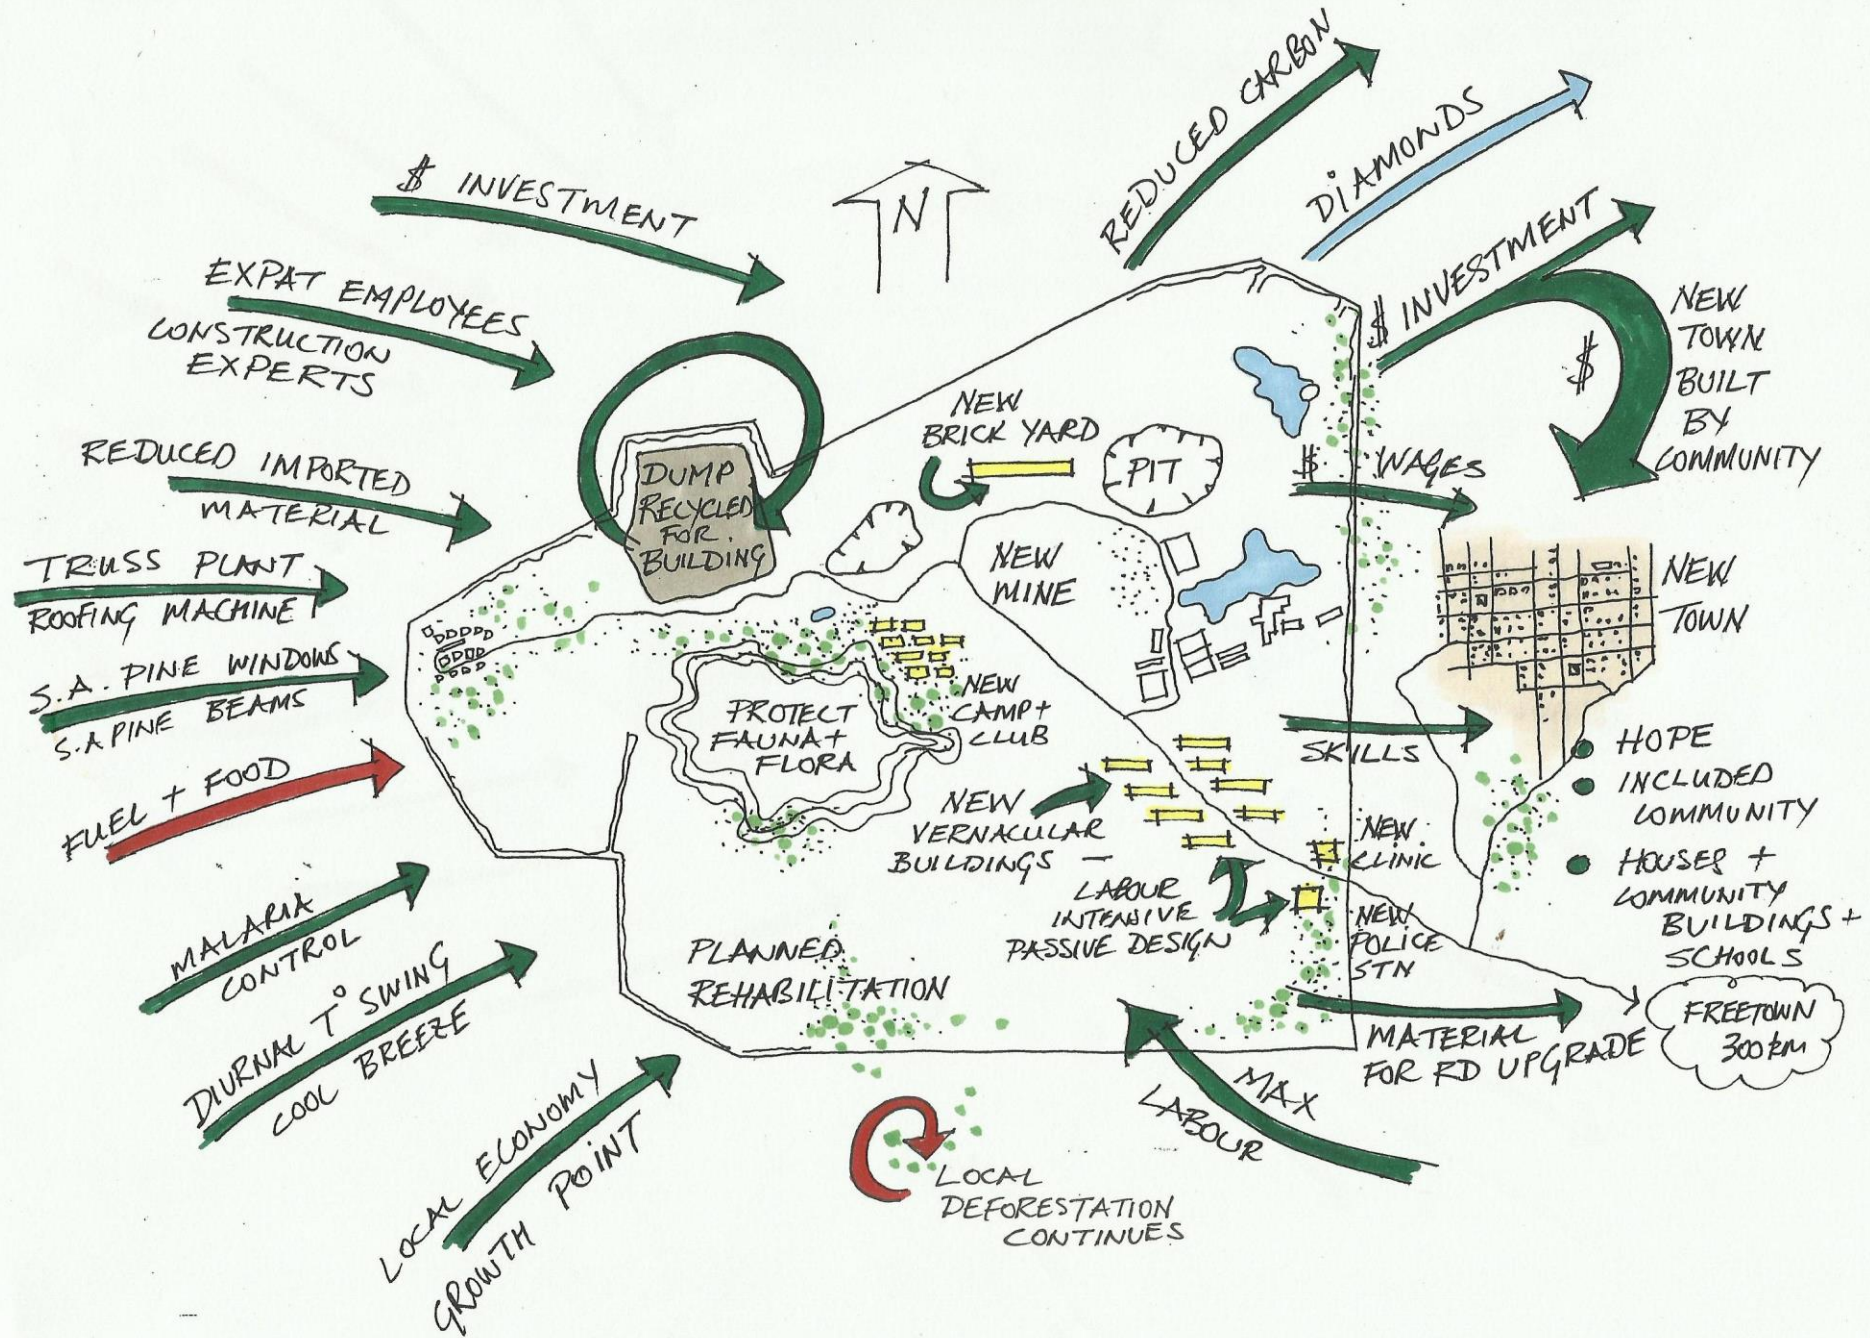 $ INVESTMENT
EXPAT EMPLOYEES
CONSTRUCTION
EXPERTS
REDUCED IMPORTED
MATERIAL
TRUSS PLANT
ROOFING MACHINE
S.A. PINE WINDOWS
S.A PINE BEAMS
FUEL + FOOD
MALARIA
CONTROL
DIURNAL T° SWING
COOL BREEZE
LOCAL ECONOMY
GROWTH POINT
N
REDUCED CARBON
DIAMONDS
$ INVESTMENT
$
NEW
TOWN
BUILT
BY
COMMUNITY
DUMP
RECYCLED
FOR
BUILDING
NEW
BRICK YARD
PIT
$ WAGES
NEW
MINE
NEW
TOWN
NEW
CAMP +
CLUB
PROTECT
FAUNA +
FLORA
SKILLS
NEW
VERNACULAR
BUILDINGS –
LABOUR
INTENSIVE
PASSIVE DESIGN
NEW
CLINIC
NEW
POLICE
STN
HOPE
INCLUDED
COMMUNITY
HOUSES +
COMMUNITY
BUILDINGS +
SCHOOLS
PLANNED
REHABILITATION
MATERIAL
FOR RD UPGRADE
FREETOWN
300km
MAX
LABOUR
LOCAL
DEFORESTATION
CONTINUES